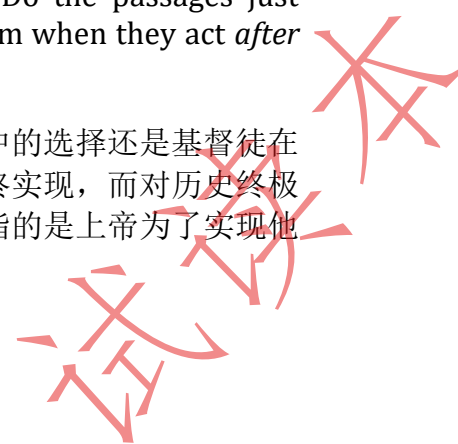 Do the passages just
m when they act after
中的选择还是基督徒在
终实现，而对历史终极
指的是上帝为了实现他
试读本